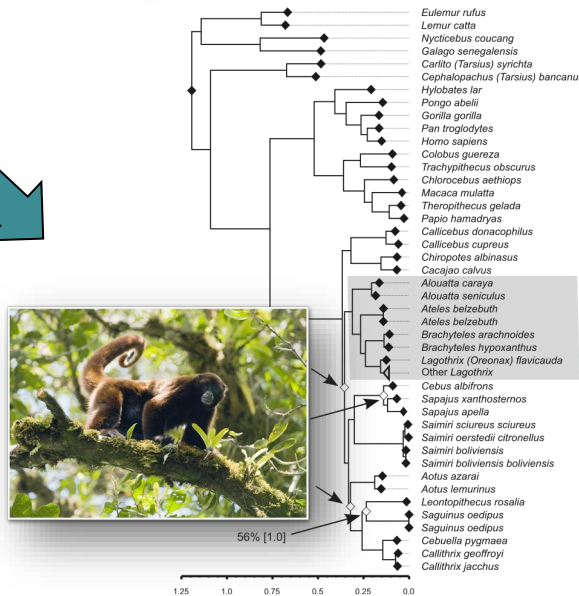 Eulemur rufus
Lemur catta
Nycticebus coucang
Galago senegalensis
Carlito (Tarsius) syrichta
Cephalopachus (Tarsius) bancanu
Hylobates lar
Pongo abelii
Gorilla gorilla
Pan troglodytes
Homo sapiens
Colobus guereza
Trachypithecus obscurus
Chlorocebus aethiops
Macaca mulatta
Theropithecus gelada
Papio hamadryas
Callicebus donacophilus
Callicebus cupreus
Chiropotes albinasus
Cacajao calvus
Alouatta caraya
Alouatta seniculus
Ateles belzebuth
Ateles belzebuth
Brachyteles arachnoides
Brachyteles hypoxanthus
Lagothrix (Oreonax) flavicauda
Other Lagothrix
Cebus albifrons
Sapajus xanthosternos
Sapajus apella
Saimiri sciureus sciureus
Saimiri oerstedii citronellus
Saimiri boliviensis
Saimiri boliviensis boliviensis
Aotus azarai
Aotus lemurinus
Leontopithecus rosalia
Saguinus oedipus
Saguinus oedipus
56% [1.0]
Cebuella pygmaea
Callithrix geoffroyi
Callithrix jacchus
1.25 1.0 0.75 0.5 0.25 0.0